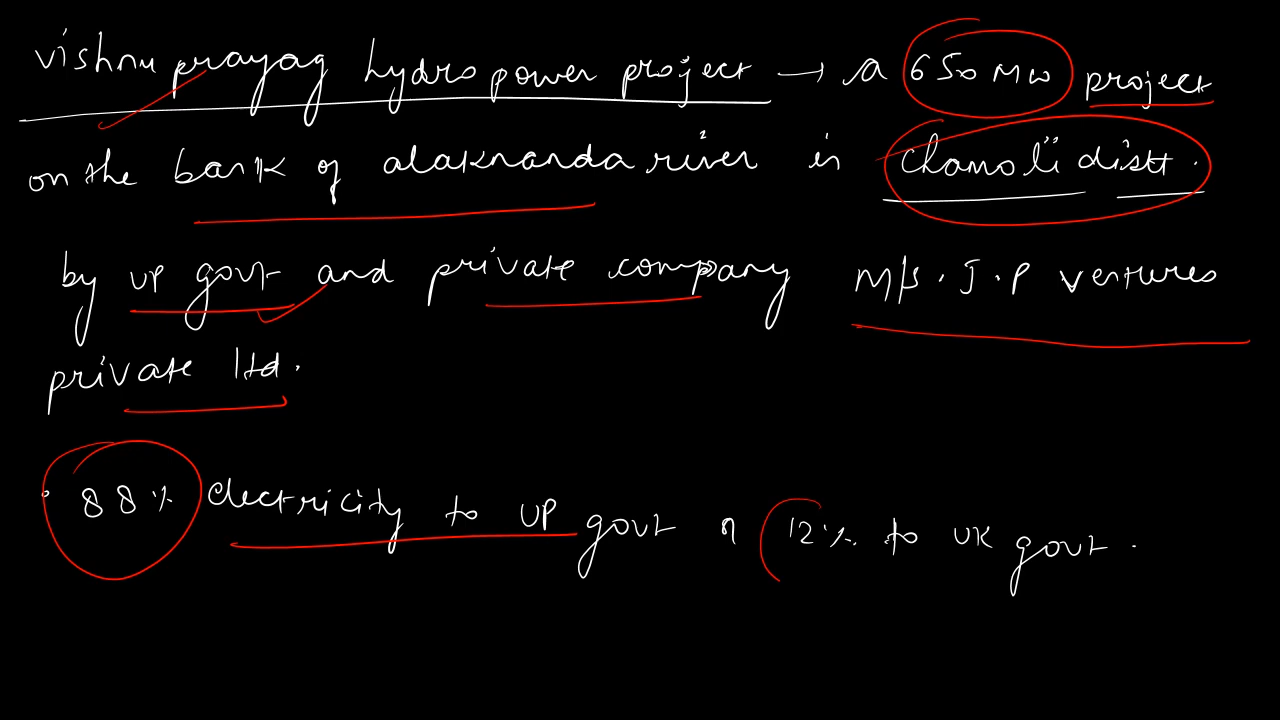 vishnu prayag hydro power project → A 650 MW project
on the bank of alaknanda river in Chamoli distt.
by UP govt and private company M/S. J.P ventures
private ltd.
88% electricity to UP govt n 12% to UK govt.